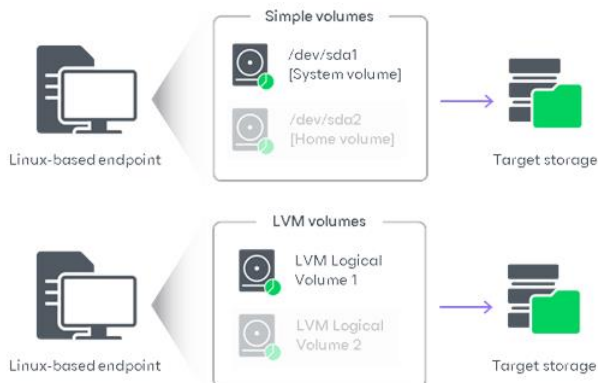 Simple volumes
/dev/sda1
[System volume]
/dev/sda2
[Home volume]
Linux-based endpoint
Target storage
LVM volumes
LVM Logical
Volume 1
LVM Logical
Volume 2
Linux-based endpoint
Target storage